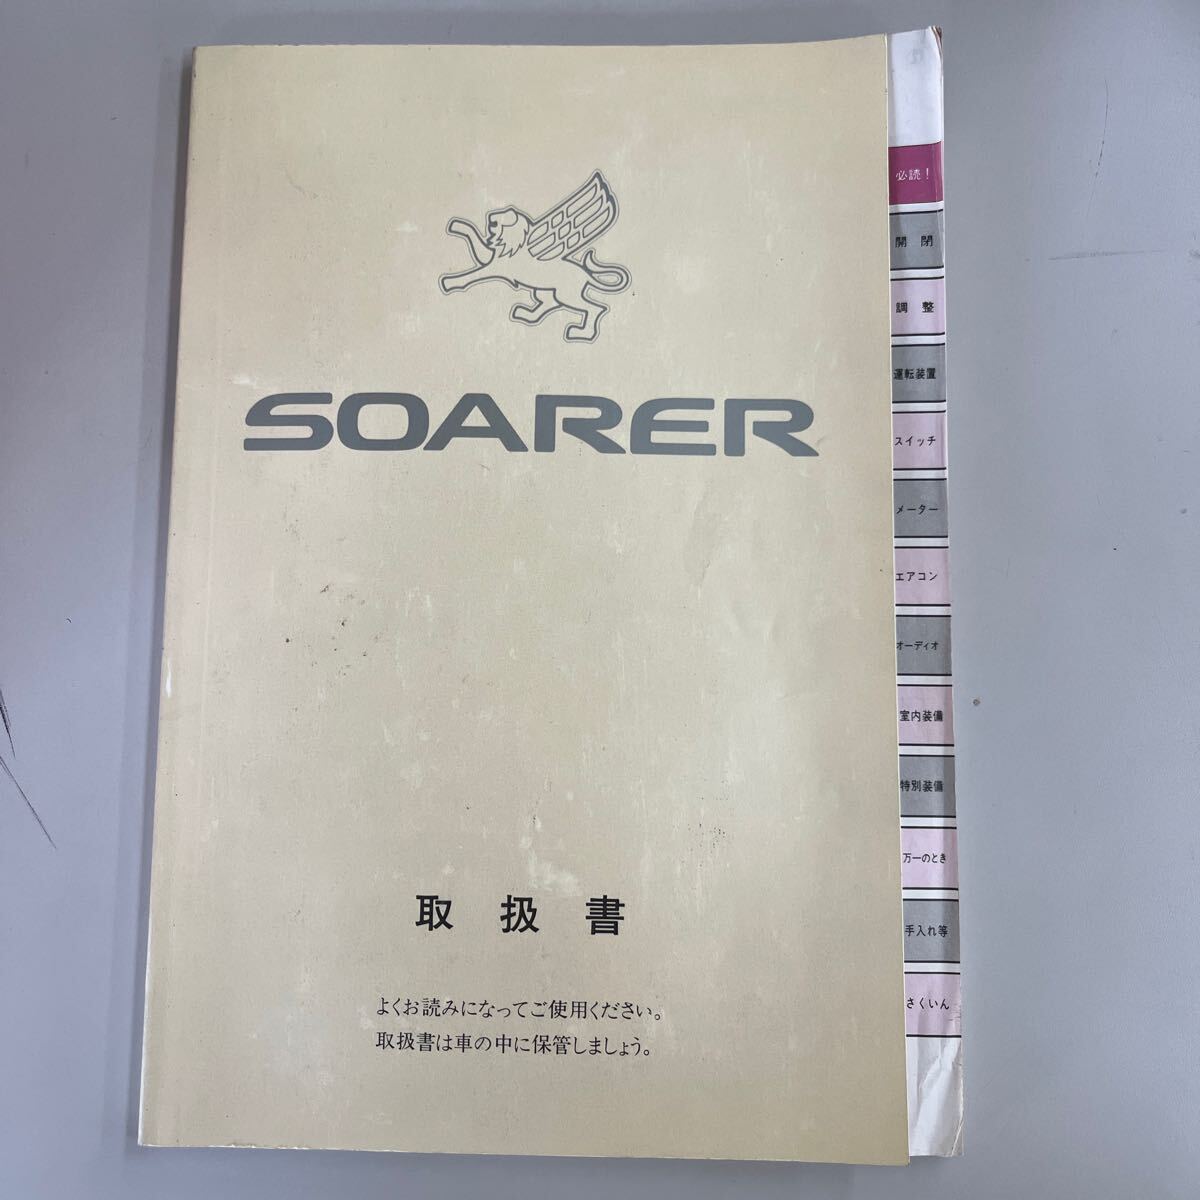 SOARER
取扱書
よくお読みになってご使用ください。
取扱書は車の中に保管しましょう。
必読!
開閉
調整
運転装置
スイッチ
メーター
エアコン
オーディオ
室内装備
特別装備
万一のとき
手入れ等
さくいん